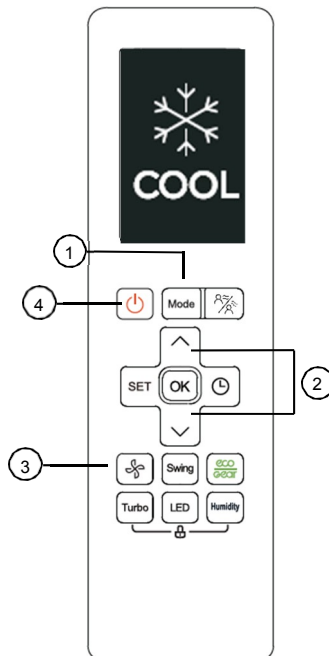 COOL
1
4
Mode
SET
OK
2
3
Swing
eco
GEAR
Turbo
LED
Humidity